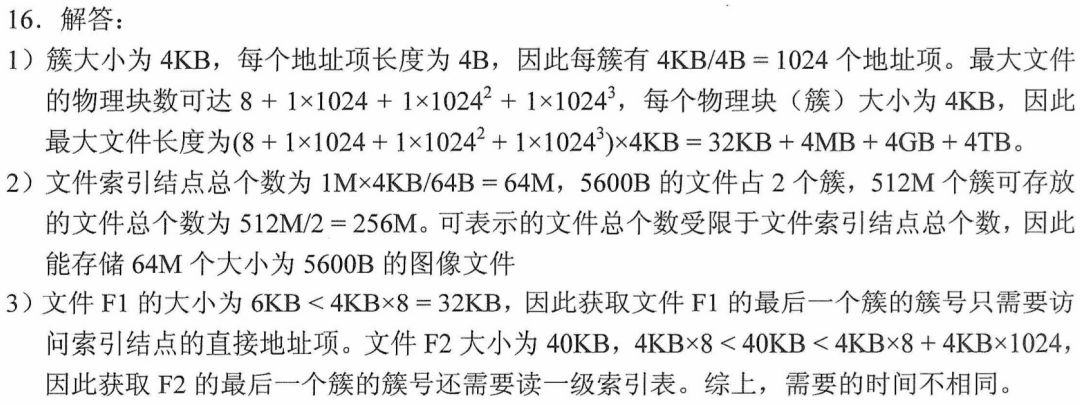 16．解答：
1）簇大小为 4KB，每个地址项长度为 4B，因此每簇有 4KB/4B = 1024 个地址项。最大文件
的物理块数可达 8 + 1×1024 + 1×1024² + 1×1024³，每个物理块（簇）大小为 4KB，因此
最大文件长度为(8 + 1×1024 + 1×1024² + 1×1024³)×4KB = 32KB + 4MB + 4GB + 4TB。
2）文件索引结点总个数为 1M×4KB/64B = 64M，5600B 的文件占 2 个簇，512M 个簇可存放
的文件总个数为 512M/2 = 256M。可表示的文件总个数受限于文件索引结点总个数，因此
能存储 64M 个大小为 5600B 的图像文件
3）文件 F1 的大小为 6KB < 4KB×8 = 32KB，因此获取文件 F1 的最后一个簇的簇号只需要访
问索引结点的直接地址项。文件 F2 大小为 40KB，4KB×8 < 40KB < 4KB×8 + 4KB×1024，
因此获取 F2 的最后一个簇的簇号还需要读一级索引表。综上，需要的时间不相同。